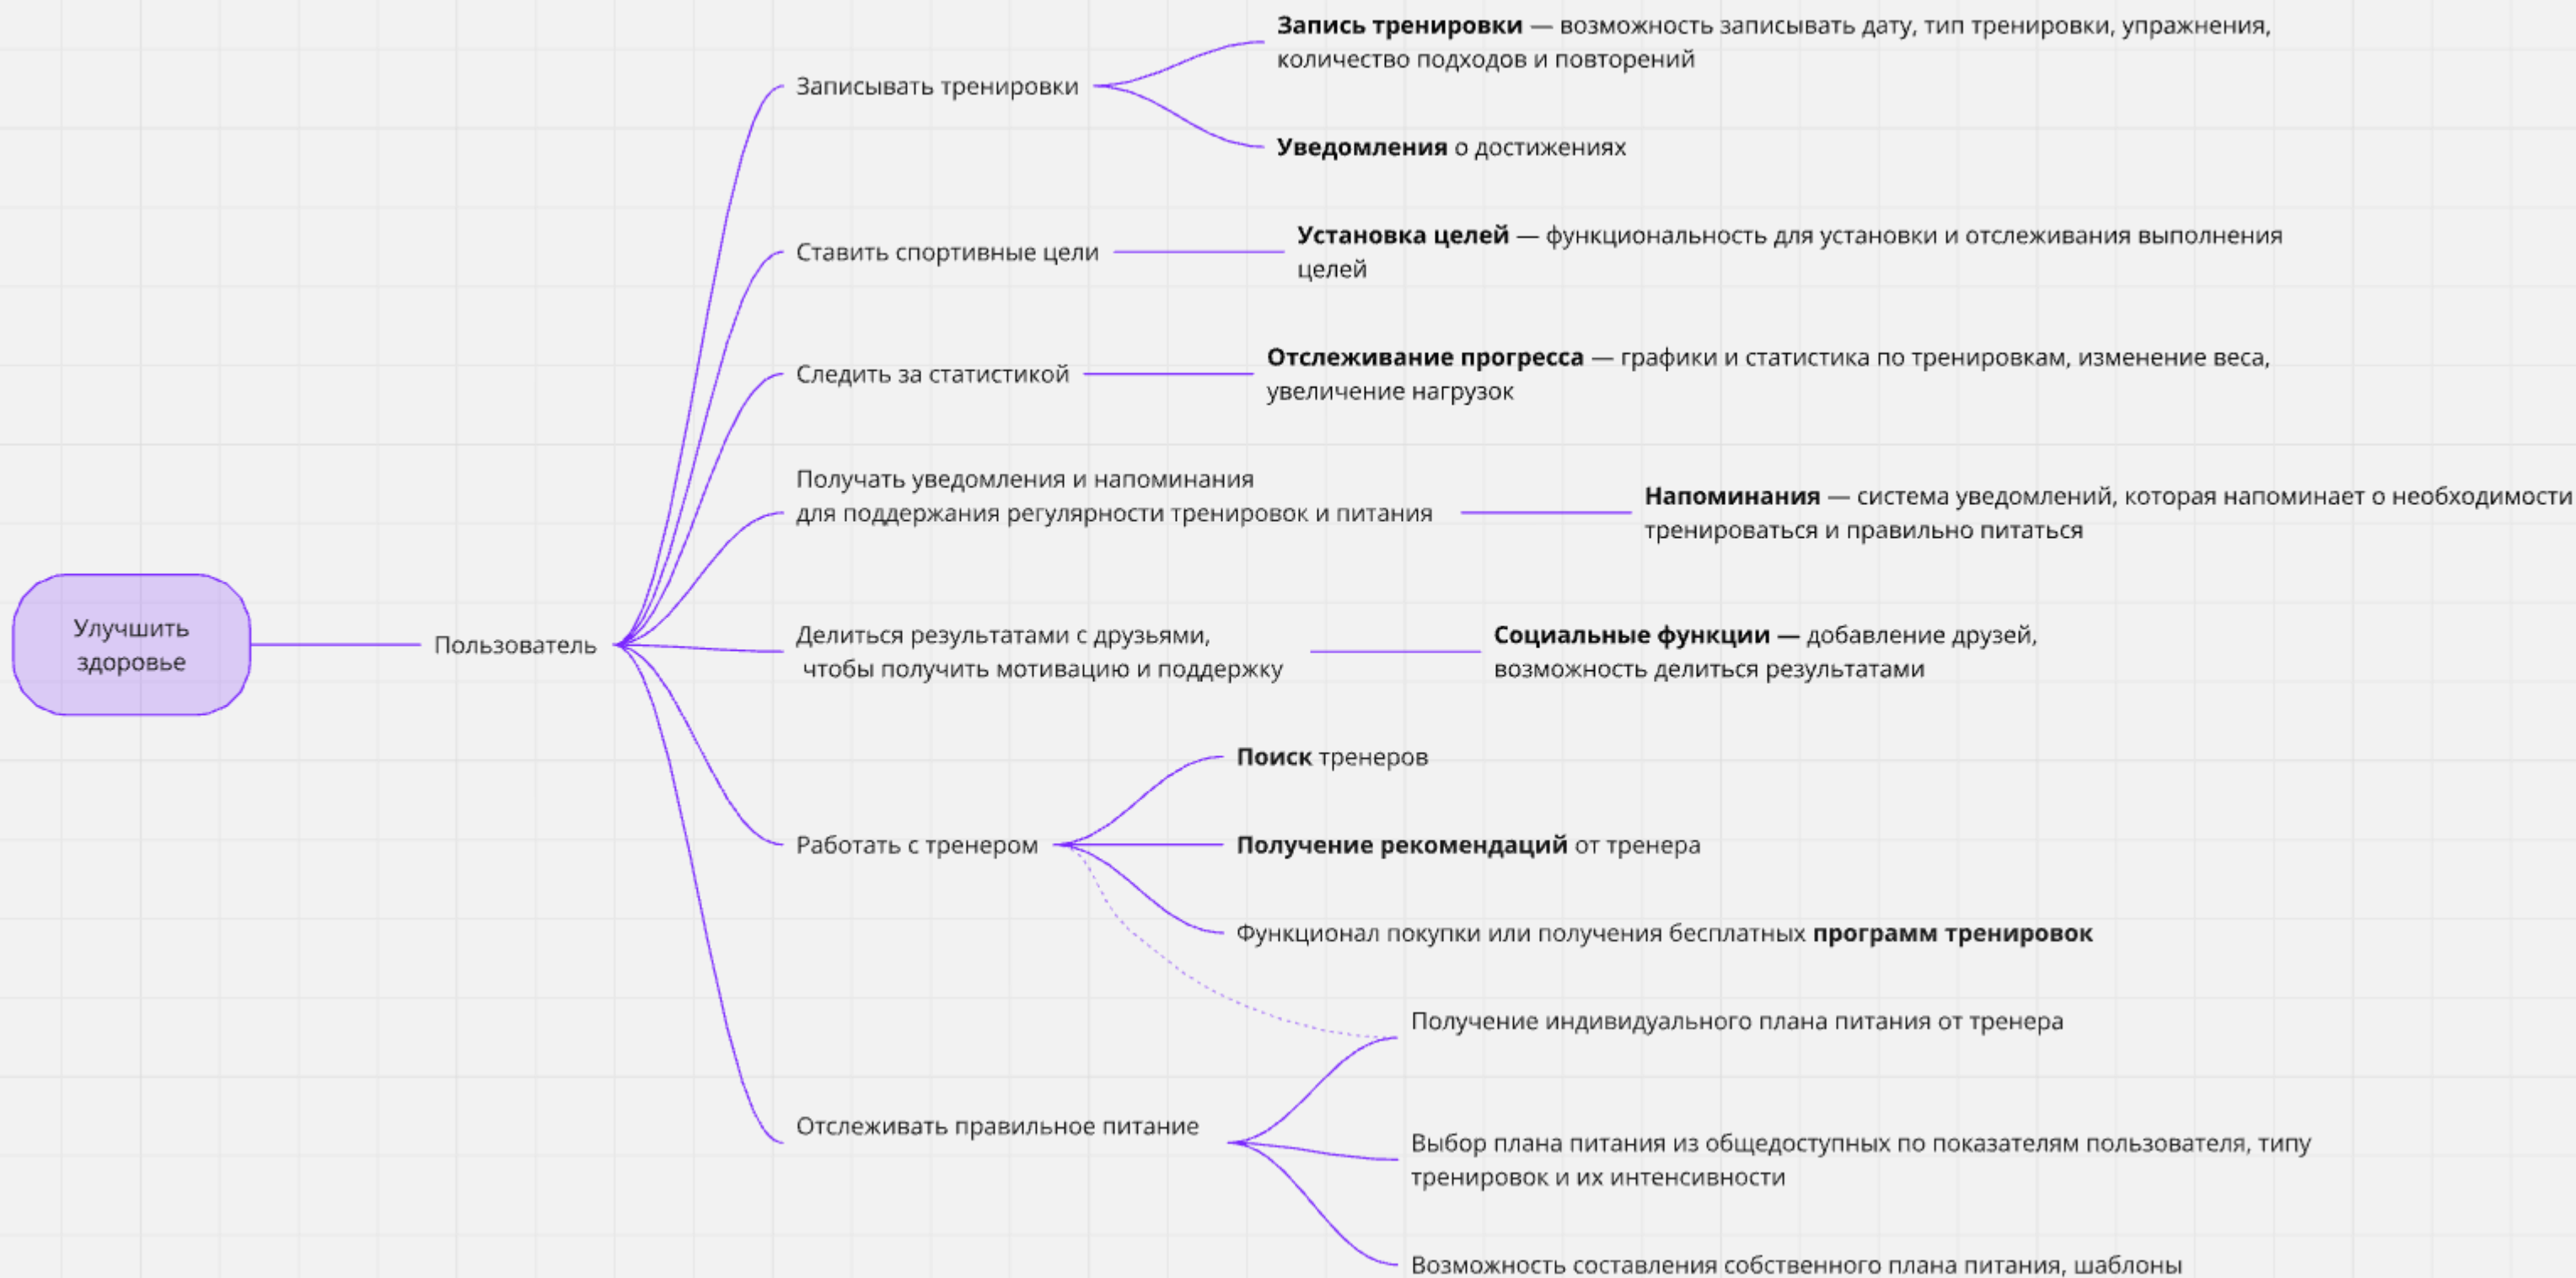 Запись тренировки — возможность записывать дату, тип тренировки, упражнения,
количество подходов и повторений
Записывать тренировки
Уведомления о достижениях
Установка целей — функциональность для установки и отслеживания выполнения
целей
Ставить спортивные цели
Отслеживание прогресса — графики и статистика по тренировкам, изменение веса,
увеличение нагрузок
Следить за статистикой
Получать уведомления и напоминания
для поддержания регулярности тренировок и питания
Напоминания — система уведомлений, которая напоминает о необходимости
тренироваться и правильно питаться
Улучшить
здоровье
Пользователь
Делиться результатами с друзьями,
чтобы получить мотивацию и поддержку
Социальные функции — добавление друзей,
возможность делиться результатами
Поиск тренеров
Работать с тренером
Получение рекомендаций от тренера
Функционал покупки или получения бесплатных программ тренировок
Получение индивидуального плана питания от тренера
Отслеживать правильное питание
Выбор плана питания из общедоступных по показателям пользователя, типу
тренировок и их интенсивности
Возможность составления собственного плана питания, шаблоны